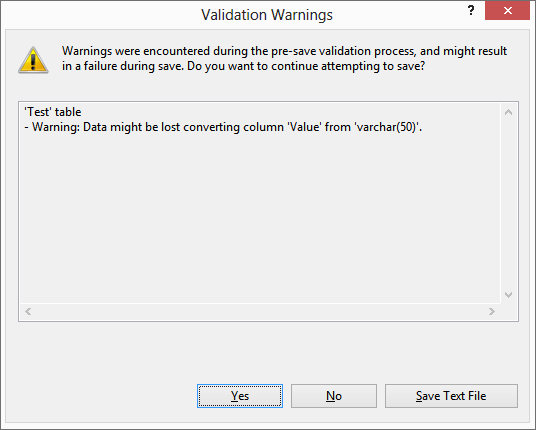 Validation Warnings
?
Warnings were encountered during the pre-save validation process, and might result
in a failure during save. Do you want to continue attempting to save?
'Test' table
- Warning: Data might be lost converting column 'Value' from 'varchar(50)'.
Yes No Save Text File